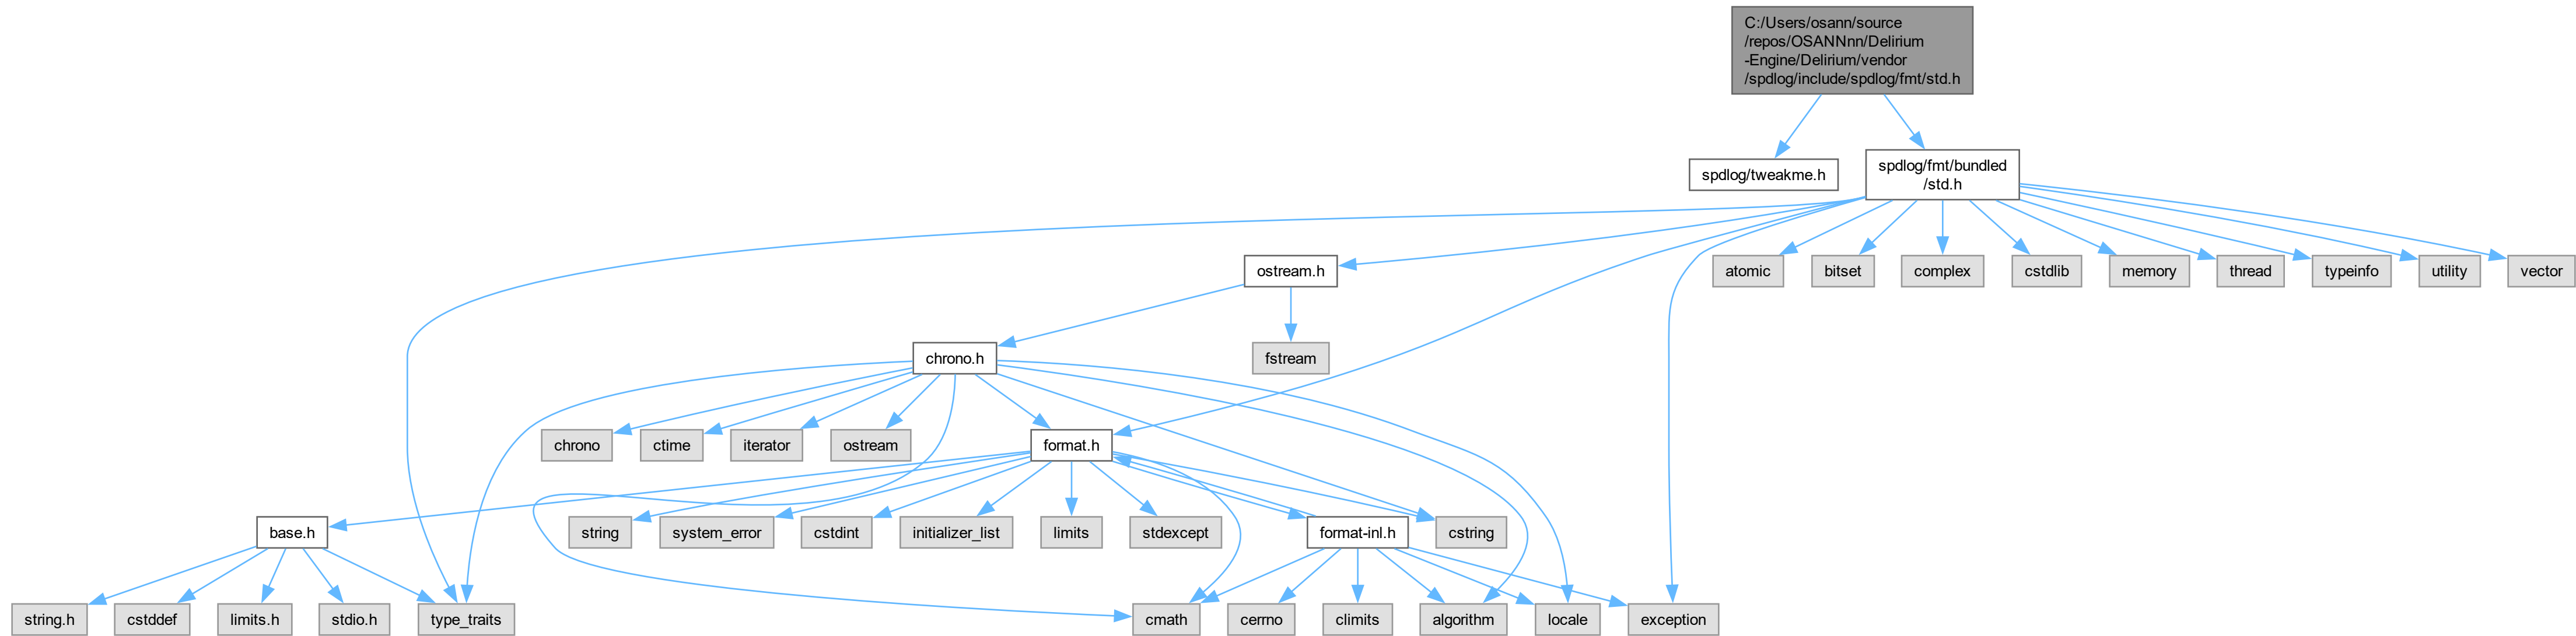 C:/Users/osann/source
/repos/OSANNnn/Delirium
-Engine/Delirium/vendor
/spdlog/include/spdlog/fmt/std.h
spdlog/tweakme.h
spdlog/fmt/bundled
/std.h
ostream.h
atomic
bitset
complex
cstdlib
memory
thread
typeinfo
utility
vector
chrono.h
fstream
chrono
ctime
iterator
ostream
format.h
base.h
string
system_error
cstdint
initializer_list
limits
stdexcept
format-inl.h
cstring
string.h
cstddef
limits.h
stdio.h
type_traits
cmath
cerrno
climits
algorithm
locale
exception